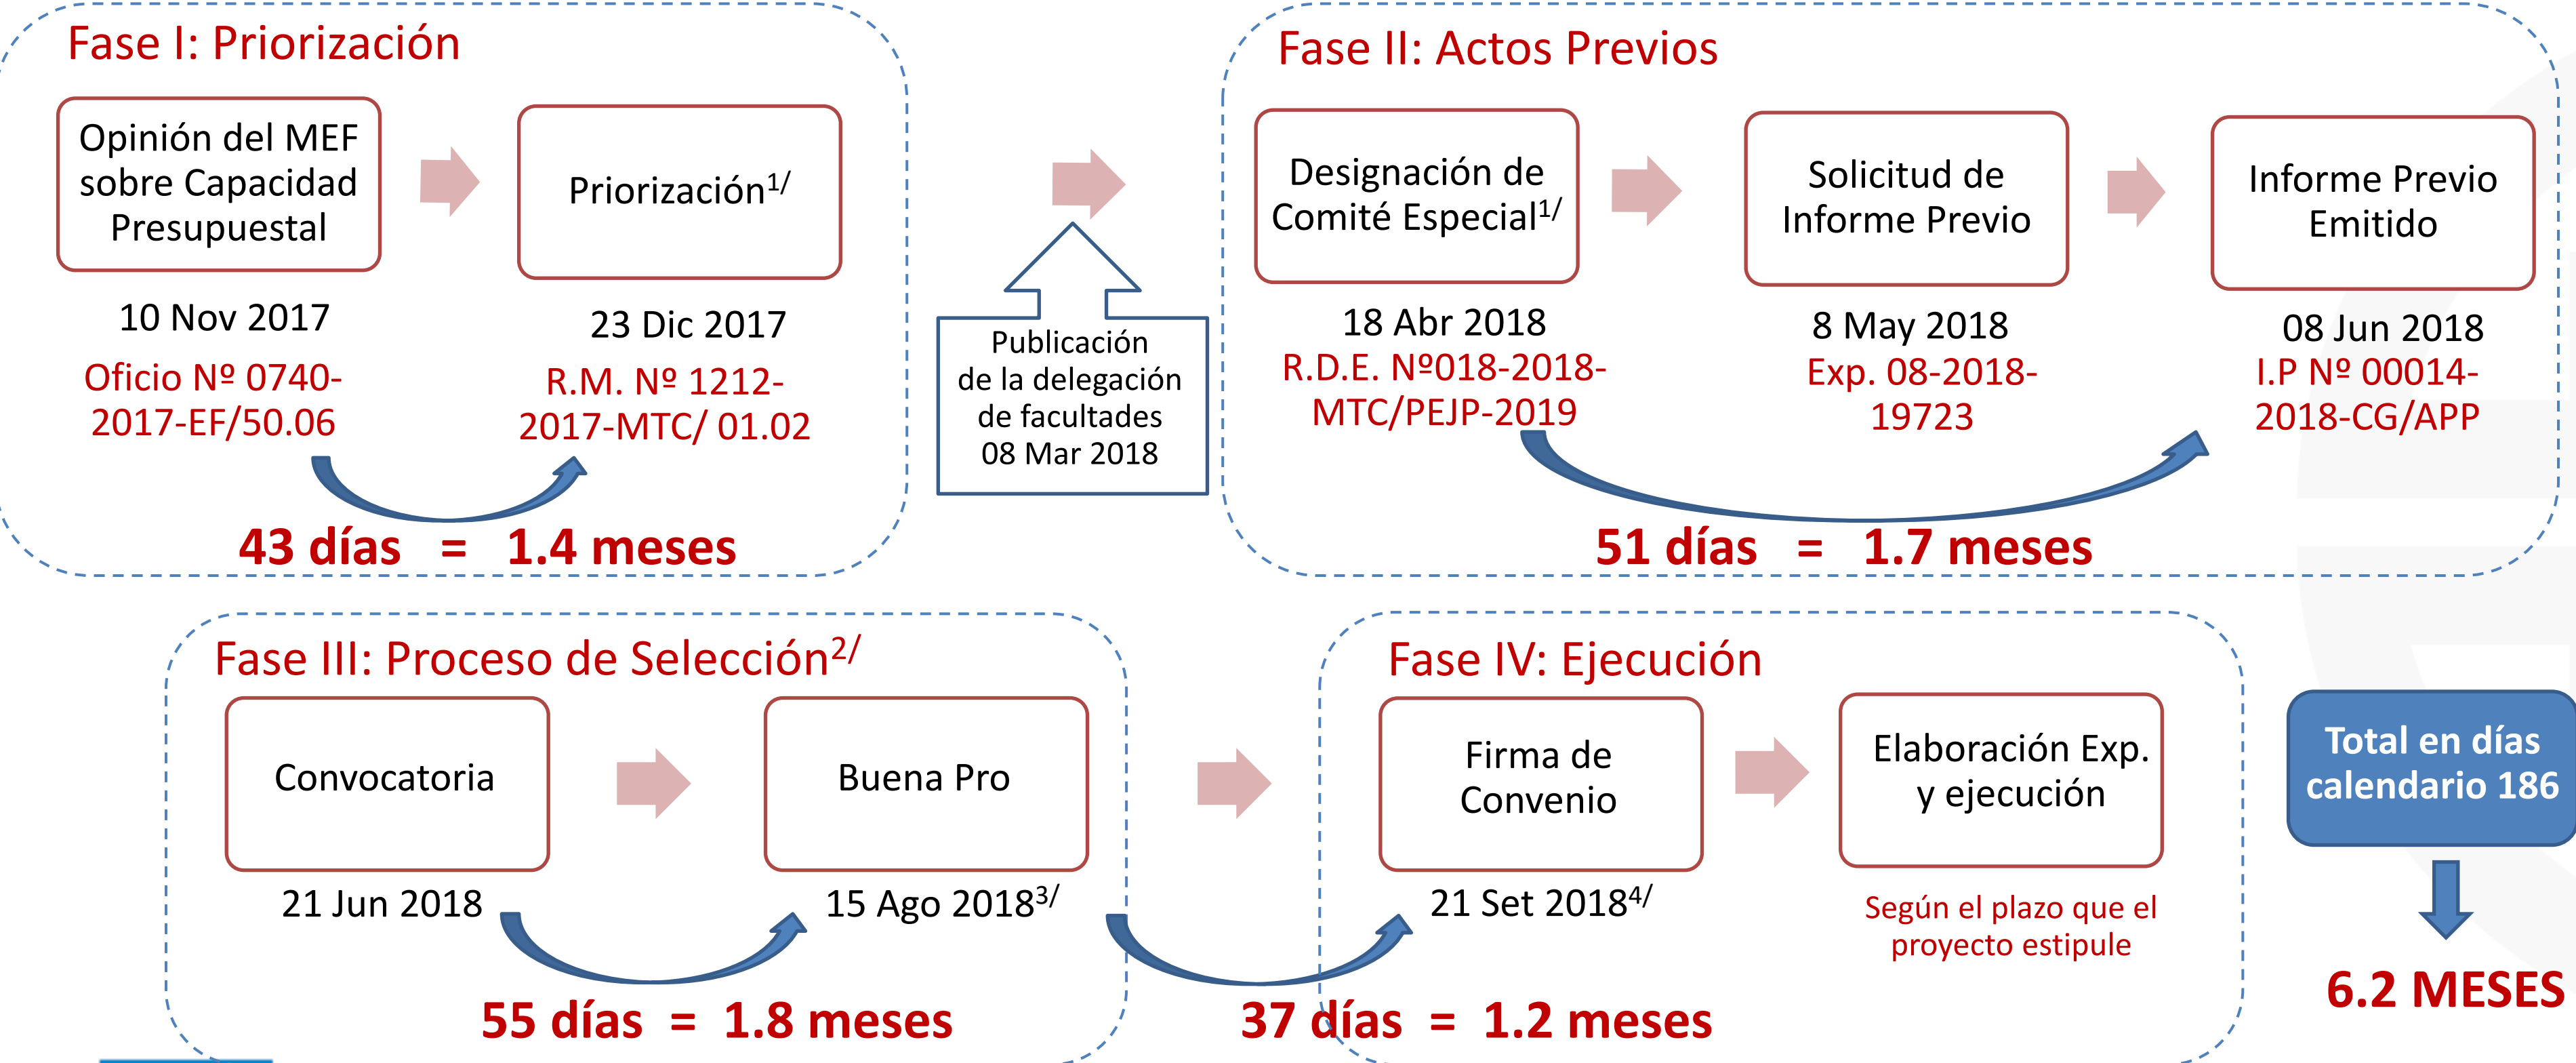 Fase I: Priorización
Opinión del MEF
sobre Capacidad
Presupuestal
10 Nov 2017
Oficio Nº 0740-
2017-EF/50.06
Priorización1/
23 Dic 2017
R.M. Nº 1212-
2017-MTC/ 01.02
43 días = 1.4 meses
Publicación
de la delegación
de facultades
08 Mar 2018
Fase II: Actos Previos
Designación de
Comité Especial1/
18 Abr 2018
R.D.E. Nº018-2018-
MTC/PEJP-2019
Solicitud de
Informe Previo
8 May 2018
Exp. 08-2018-
19723
Informe Previo
Emitido
08 Jun 2018
I.P Nº 00014-
2018-CG/APP
51 días = 1.7 meses
Fase III: Proceso de Selección2/
Convocatoria
21 Jun 2018
Buena Pro
15 Ago 20183/
55 días = 1.8 meses
37 días = 1.2 meses
Fase IV: Ejecución
Firma de
Convenio
21 Set 20184/
Elaboración Exp.
y ejecución
Según el plazo que el
proyecto estipule
Total en días
calendario 186
6.2 MESES